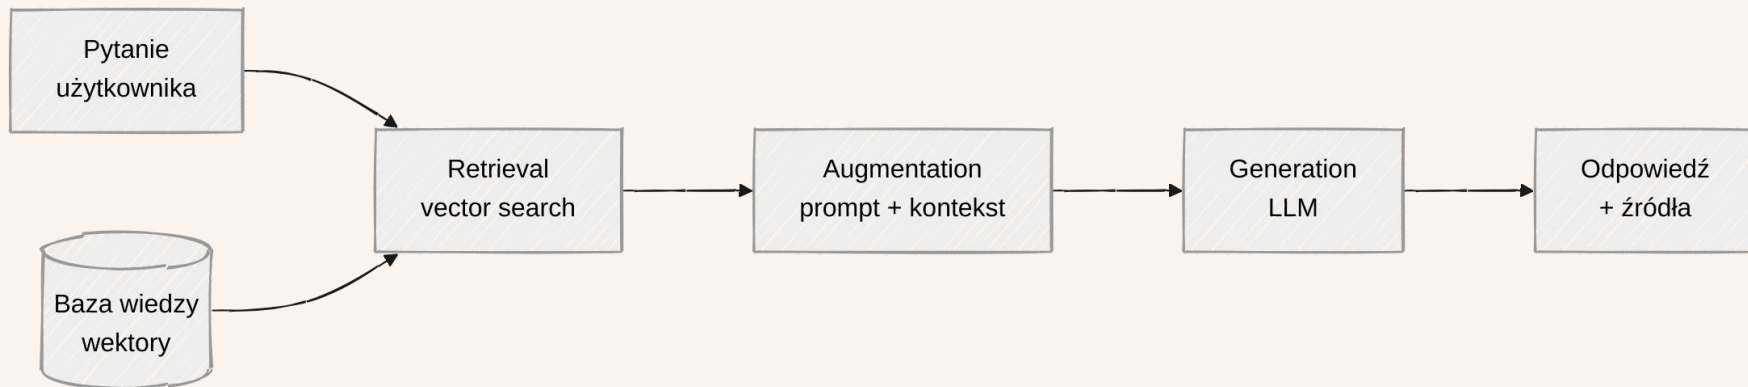 Pytanie
użytkownika
Baza wiedzy
wektory
Retrieval
vector search
Augmentation
prompt + kontekst
Generation
LLM
Odpowiedź
+ źródła